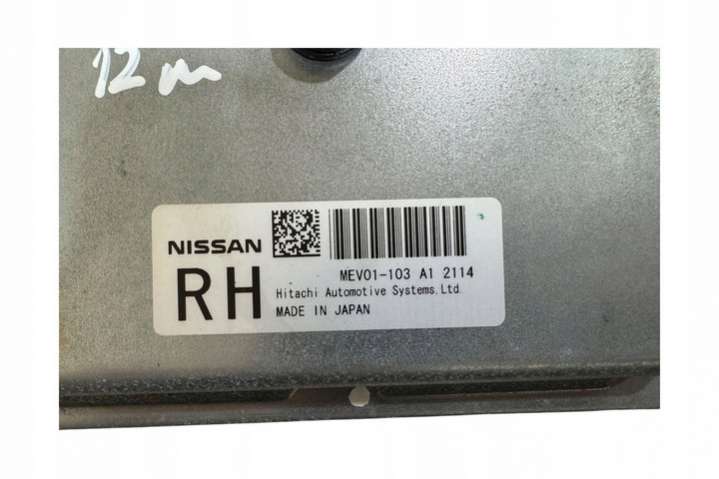 12 m
NISSAN
RH
MEV01-103 A1 2114
Hitachi Automotive Systems.Ltd.
MADE IN JAPAN